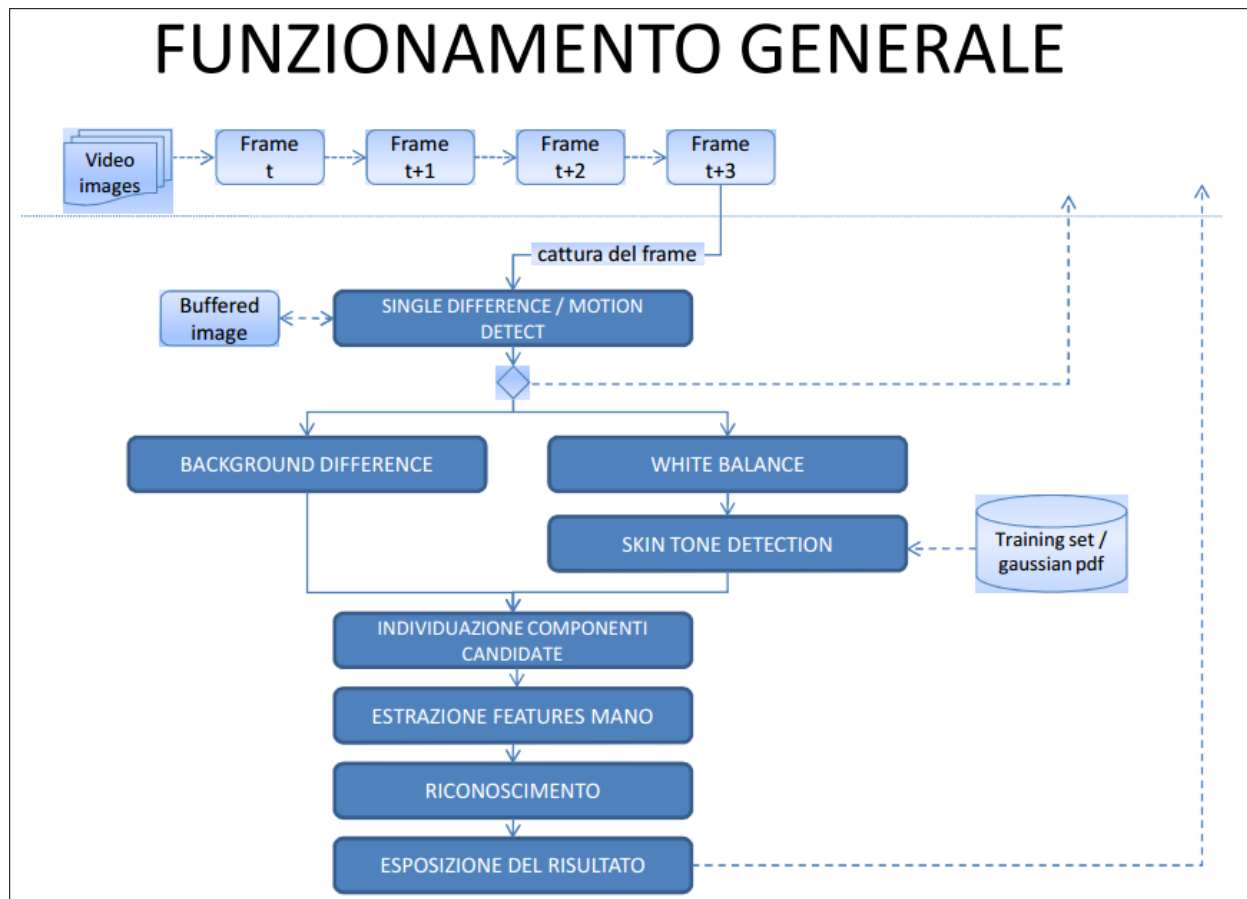 FUNZIONAMENTO GENERALE
Video
images
Frame
t
Frame
t+1
Frame
t+2
Frame
t+3
cattura del frame
Buffered
image
SINGLE DIFFERENCE / MOTION
DETECT
BACKGROUND DIFFERENCE
WHITE BALANCE
SKIN TONE DETECTION
Training set /
gaussian pdf
INDIVIDUAZIONE COMPONENTI
CANDIDATE
ESTRAZIONE FEATURES MANO
RICONOSCIMENTO
ESPOSIZIONE DEL RISULTATO